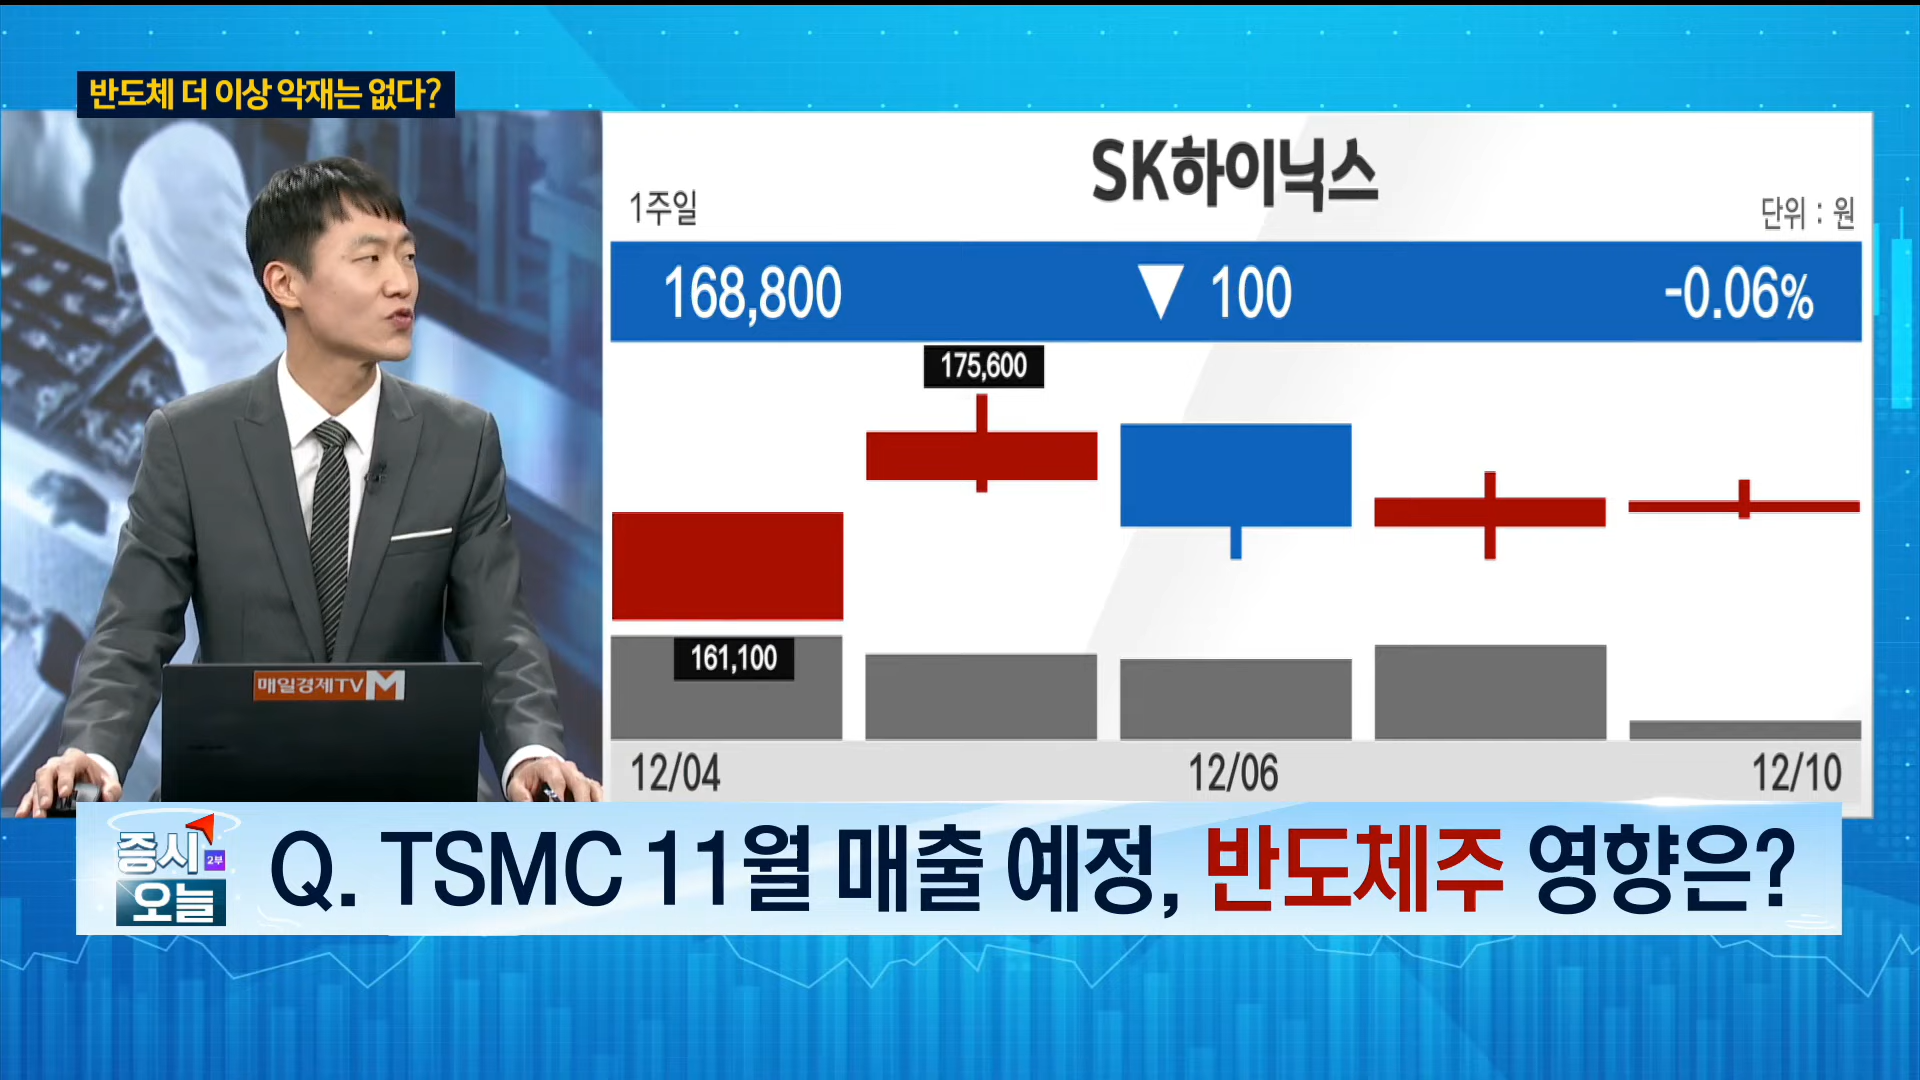 반도체 더 이상 악재는 없다?
SK하이닉스
1주일
단위 : 원
168,800 ▼ 100 -0.06%
175,600
161,100
12/04 12/06 12/10
매일경제TV M
증시 2부
오늘
Q. TSMC 11월 매출 예정, 반도체주 영향은?